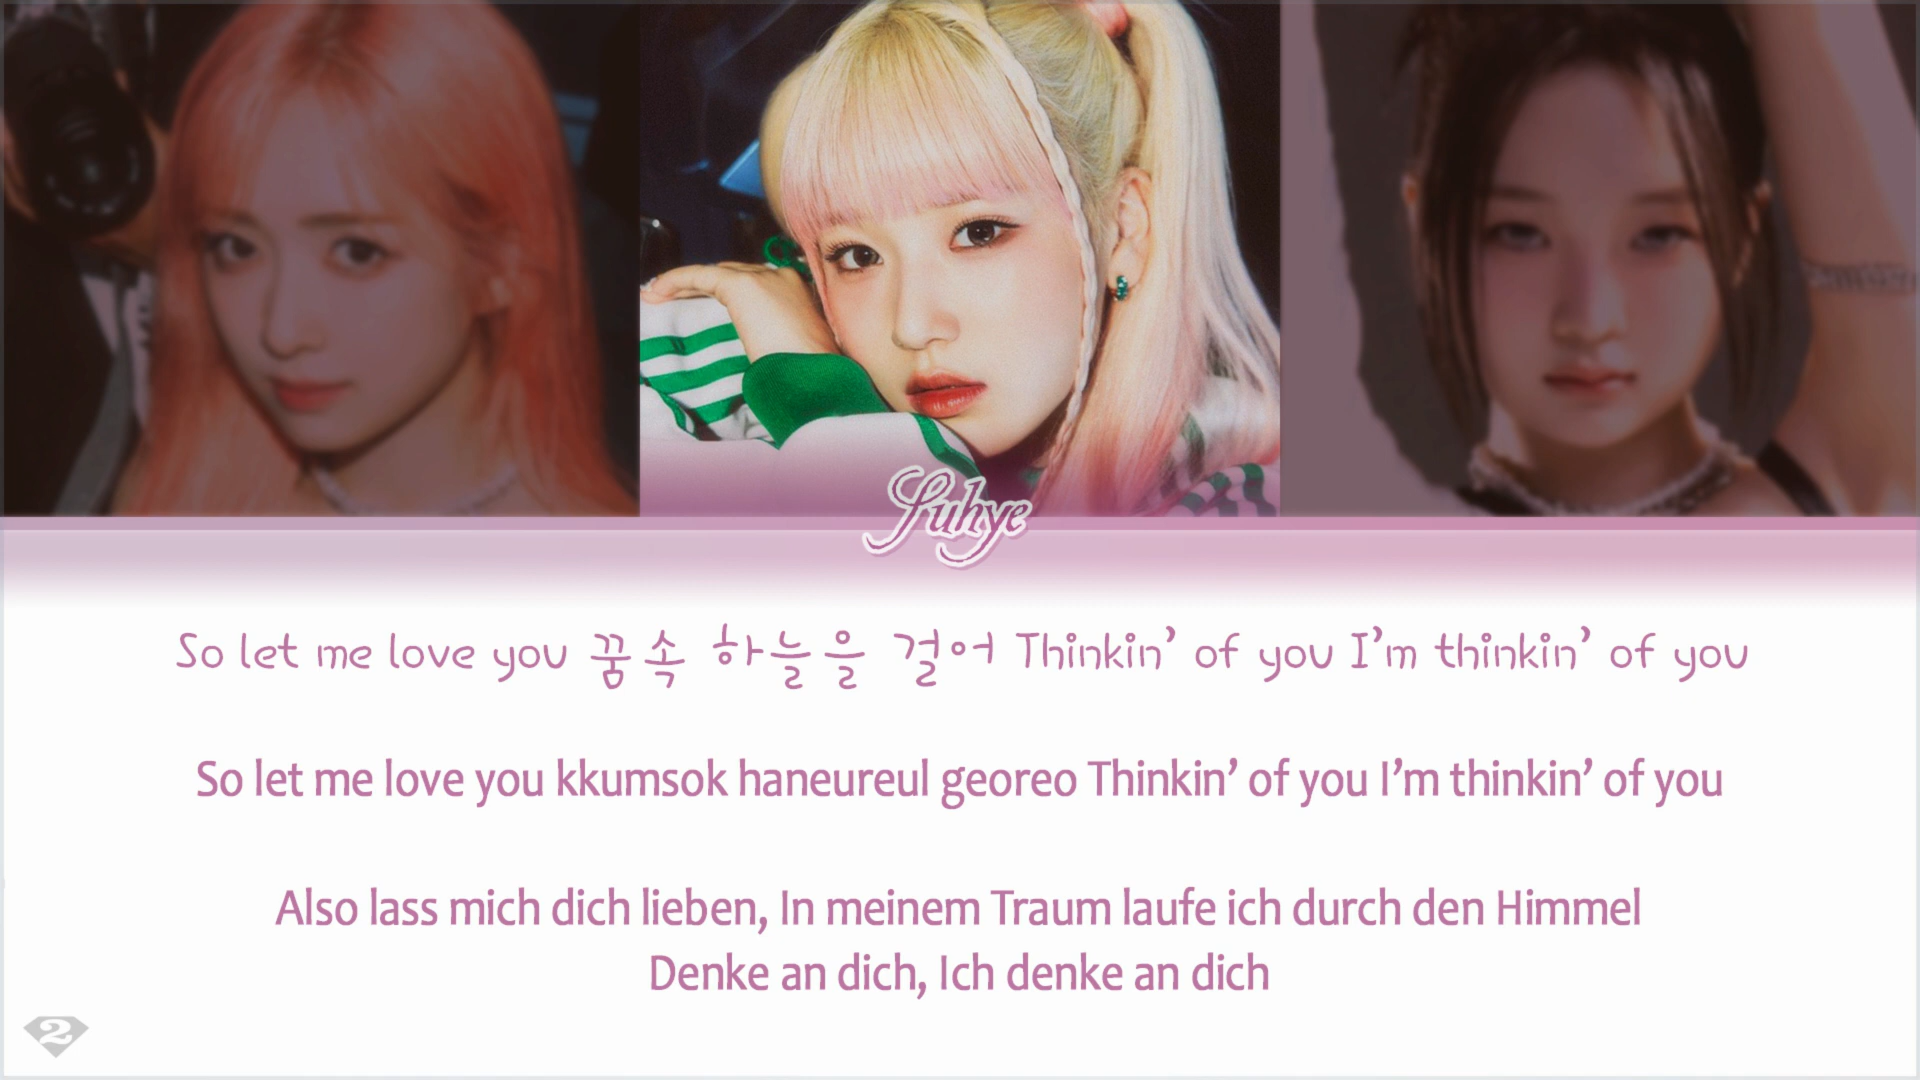 Suhye
So let me love you 꿈속 하늘을 걸어 Thinkin’ of you I’m thinkin’ of you
So let me love you kkumsok haneureul georeo Thinkin’ of you I’m thinkin’ of you
Also lass mich dich lieben, In meinem Traum laufe ich durch den Himmel
Denke an dich, Ich denke an dich
2